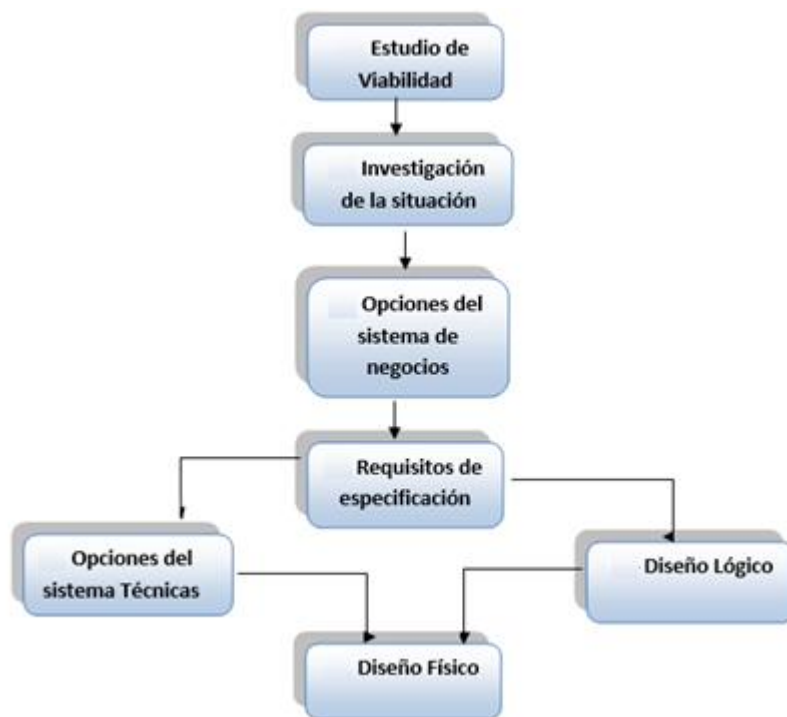 Estudio de
Viabilidad
Investigación
de la situación
Opciones del
sistema de
negocios
Requisitos de
especificación
Opciones del
sistema Técnicas
Diseño Lógico
Diseño Físico